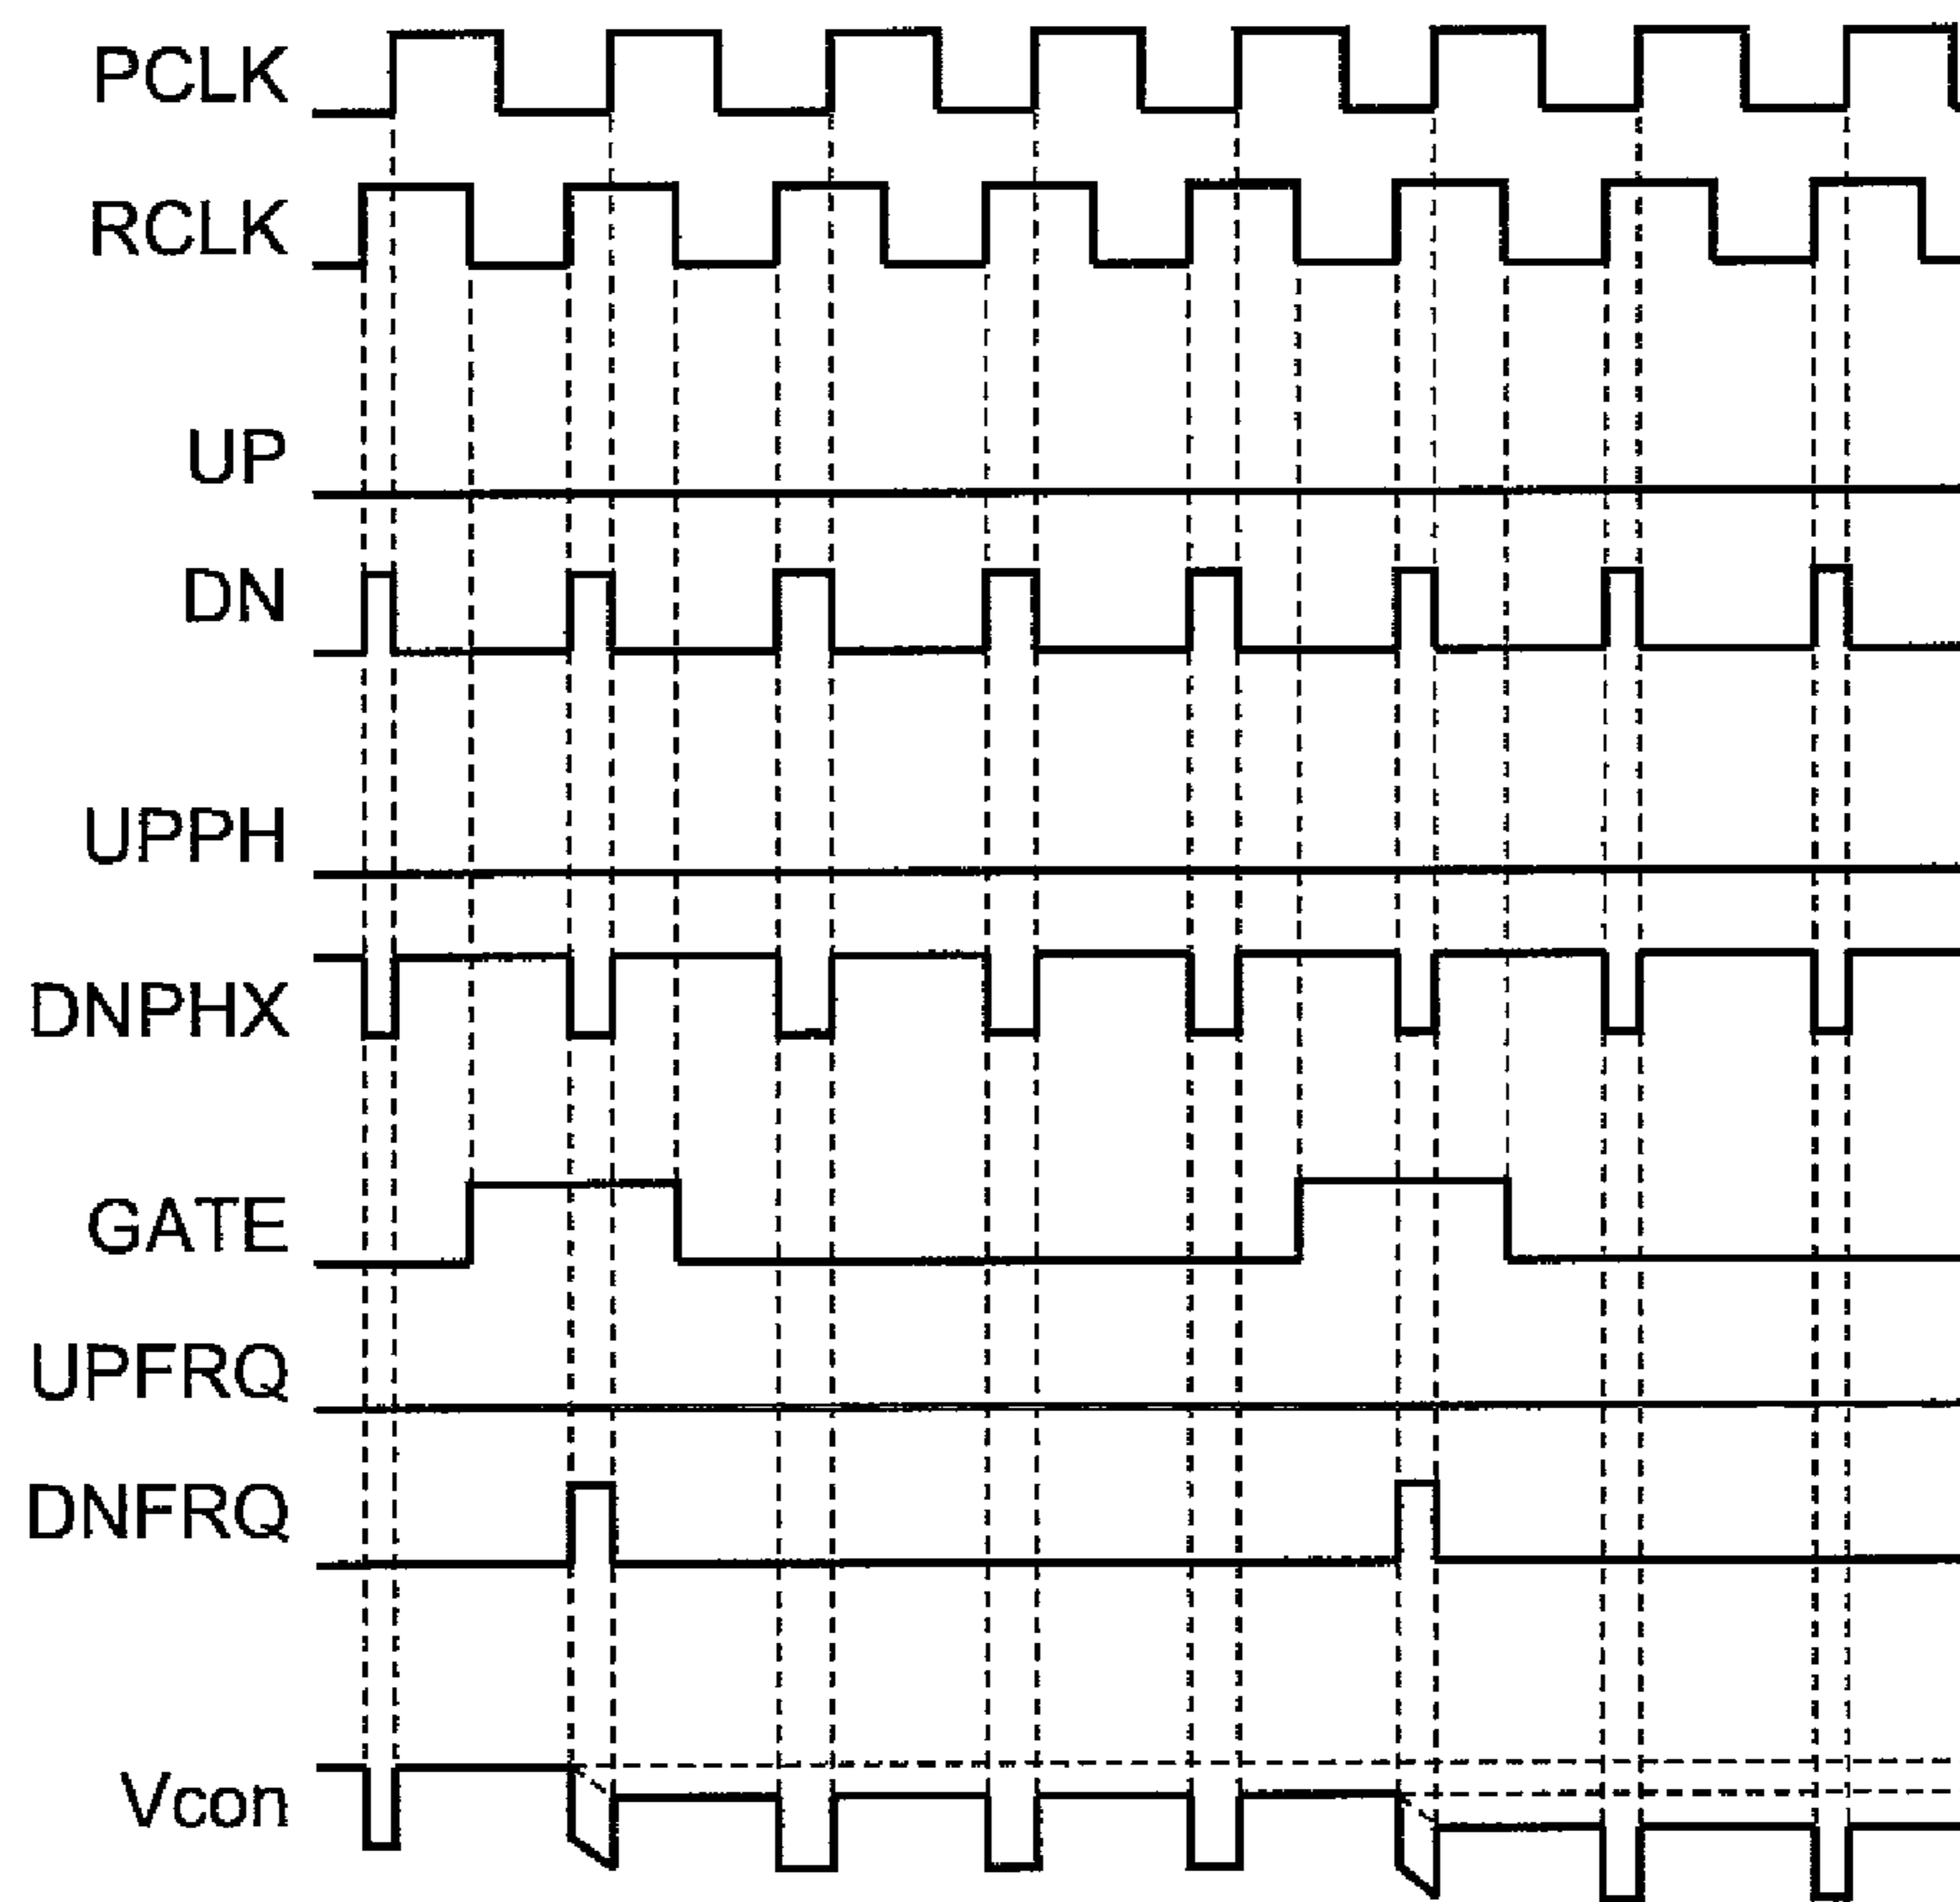 PCLK
RCLK
UP
DN
UPPH
DNPHX
GATE
UPFRQ
DNFRQ
Vcon